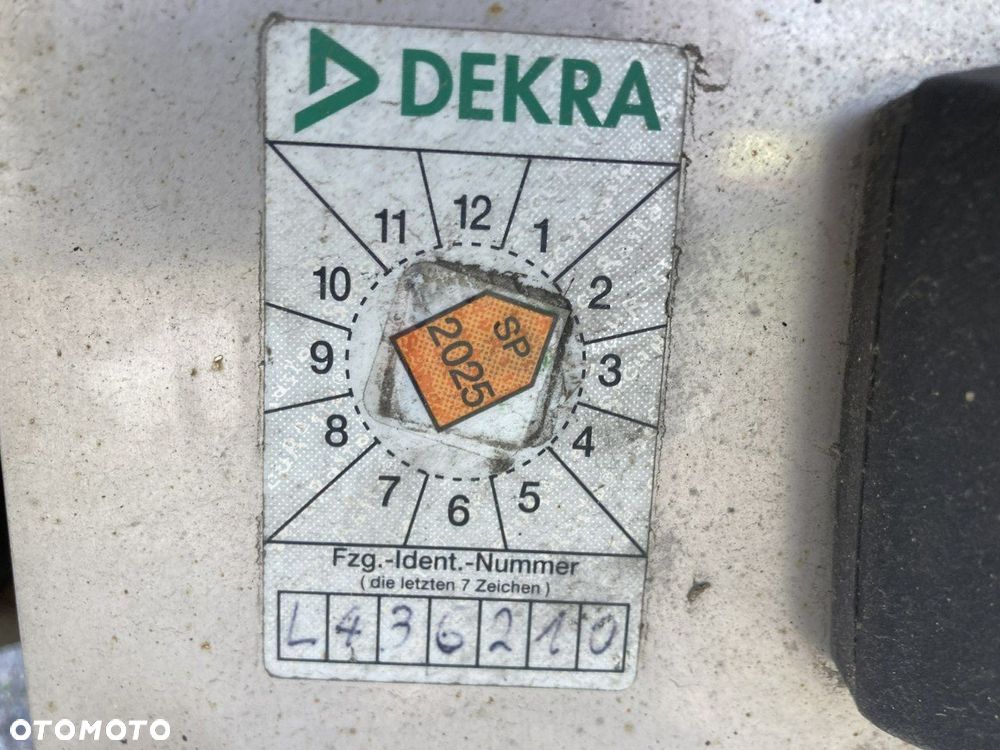 DEKRA
11 12 1
10 2
9 3
8 4
7 6 5
SP
2025
Fzg.-Ident.-Nummer
(die letzten 7 Zeichen)
L436210
OTOMOTO